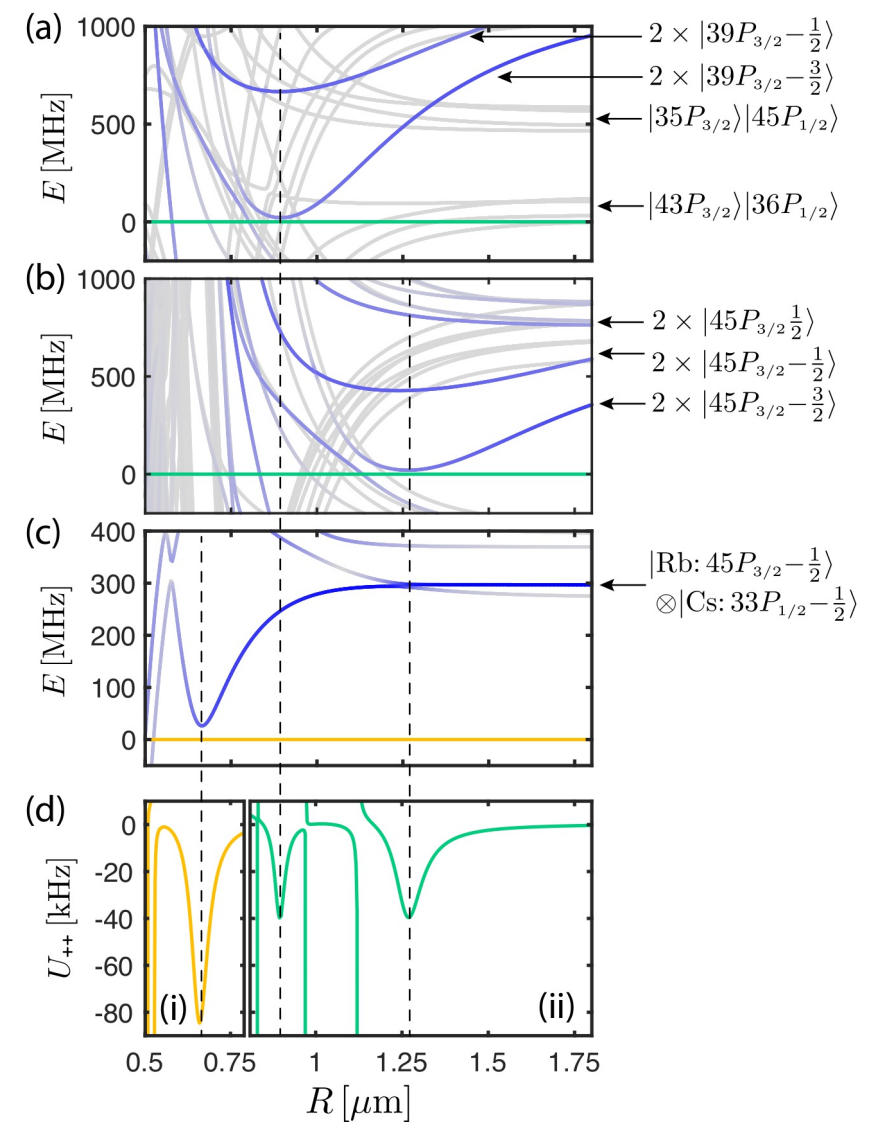 (a)
1000
500
0
E [MHz]
2 × |39P₃/₂−½⟩
2 × |39P₃/₂−3/2⟩
|35P₃/₂⟩|45P₁/₂⟩
|43P₃/₂⟩|36P₁/₂⟩
(b)
1000
500
0
E [MHz]
2 × |45P₃/₂ ½⟩
2 × |45P₃/₂−½⟩
2 × |45P₃/₂−3/2⟩
(c)
400
300
200
100
0
E [MHz]
|Rb: 45P₃/₂−½⟩
⊗|Cs: 33P₁/₂−½⟩
(d)
0
-20
-40
-60
-80
U₊₊ [kHz]
(i)
(ii)
0.5 0.75 1 1.25 1.5 1.75
R [μm]